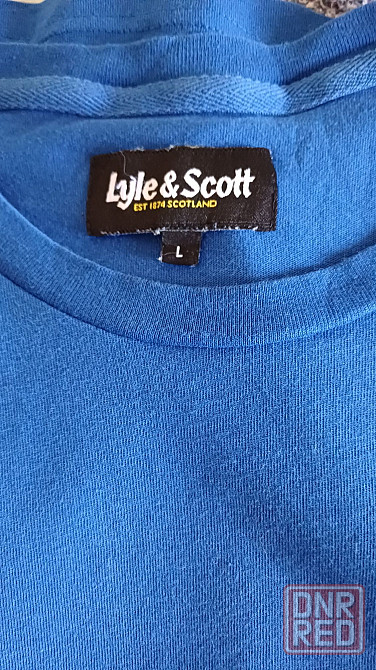 Lyle & Scott
EST 1874 SCOTLAND
L
DNR
RED